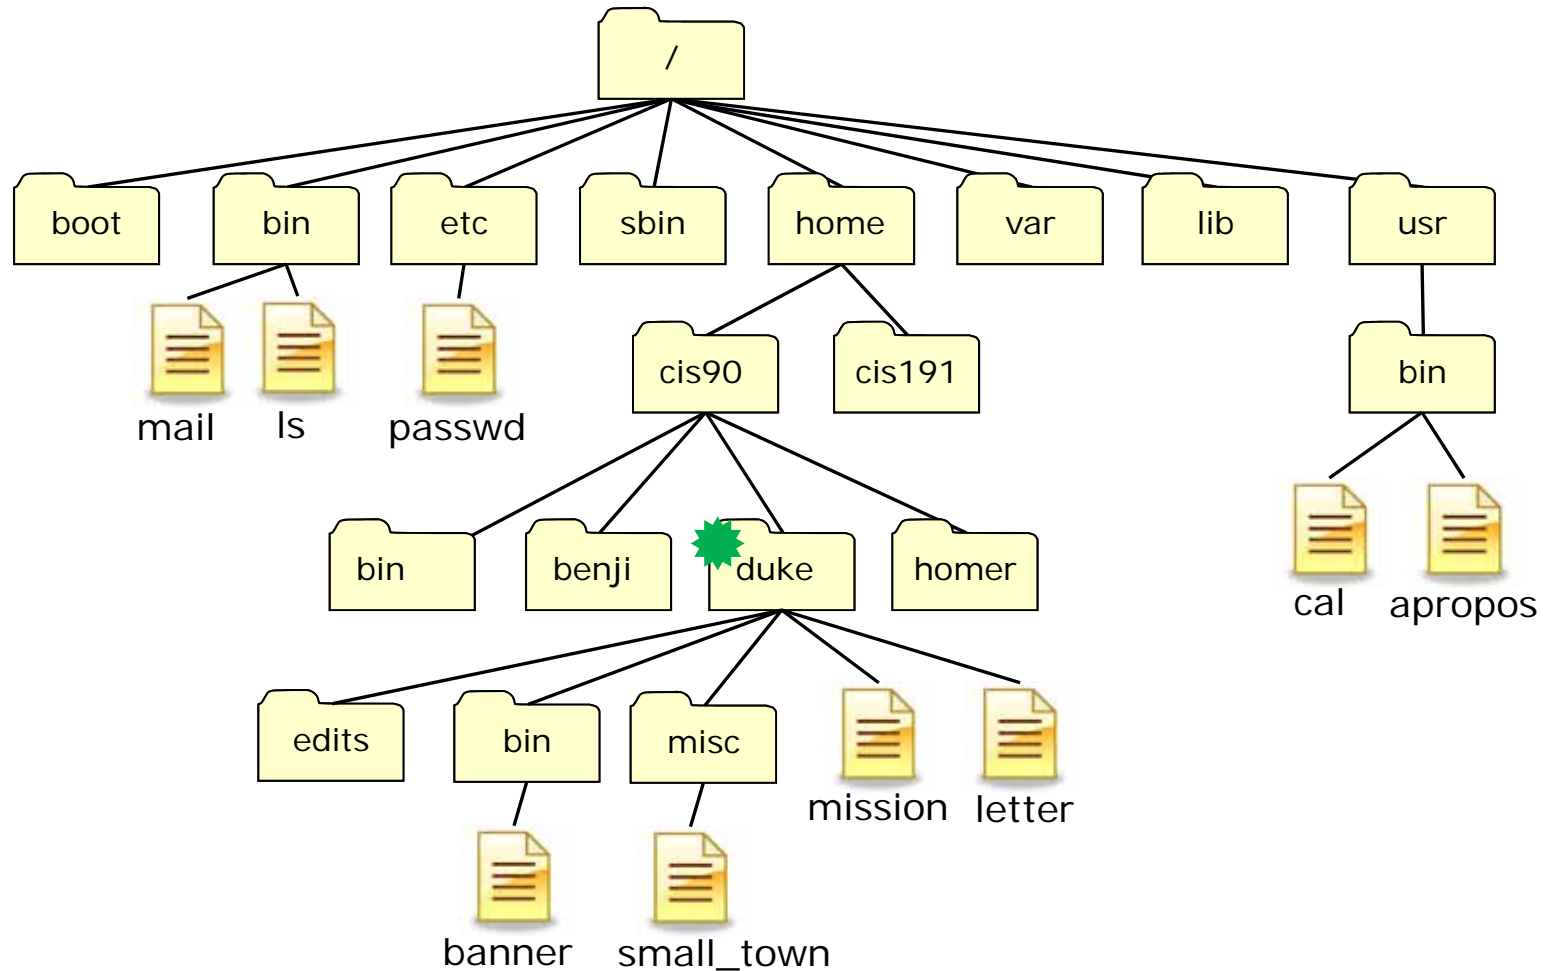 /
boot bin etc sbin home var lib usr
cis90 cis191 bin
mail ls passwd
bin benji duke homer
cal apropos
edits bin misc
mission letter
banner small_town